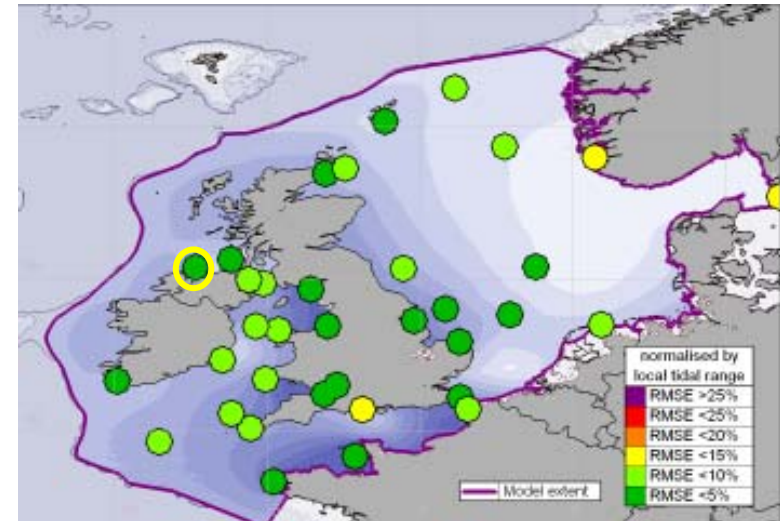 normalised by
local tidal range
RMSE >25%
RMSE <25%
RMSE <20%
RMSE <15%
RMSE <10%
RMSE <5%
Model extent